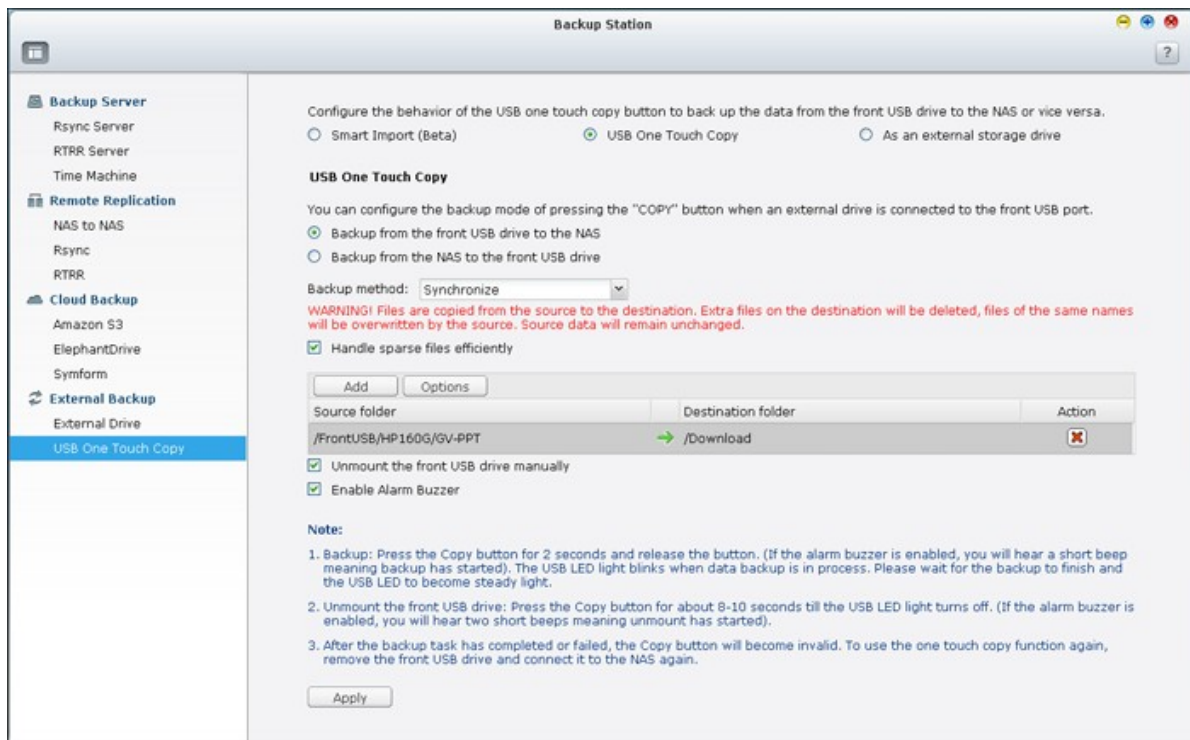 Backup Station
?
Backup Server
Rsync Server
RTRR Server
Time Machine
Remote Replication
NAS to NAS
Rsync
RTRR
Cloud Backup
Amazon S3
ElephantDrive
Symform
External Backup
External Drive
USB One Touch Copy
Configure the behavior of the USB one touch copy button to back up the data from the front USB drive to the NAS or vice versa.
Smart Import (Beta) USB One Touch Copy As an external storage drive
USB One Touch Copy
You can configure the backup mode of pressing the "COPY" button when an external drive is connected to the front USB port.
Backup from the front USB drive to the NAS
Backup from the NAS to the front USB drive
Backup method: Synchronize
WARNING! Files are copied from the source to the destination. Extra files on the destination will be deleted, files of the same names
will be overwritten by the source. Source data will remain unchanged.
Handle sparse files efficiently
Add Options
Source folder Destination folder Action
/FrontUSB/HP160G/GV-PPT /Download
Unmount the front USB drive manually
Enable Alarm Buzzer
Note:
1. Backup: Press the Copy button for 2 seconds and release the button. (If the alarm buzzer is enabled, you will hear a short beep
meaning backup has started). The USB LED light blinks when data backup is in process. Please wait for the backup to finish and
the USB LED to become steady light.
2. Unmount the front USB drive: Press the Copy button for about 8-10 seconds till the USB LED light turns off. (If the alarm buzzer is
enabled, you will hear two short beeps meaning unmount has started).
3. After the backup task has completed or failed, the Copy button will become invalid. To use the one touch copy function again,
remove the front USB drive and connect it to the NAS again.
Apply